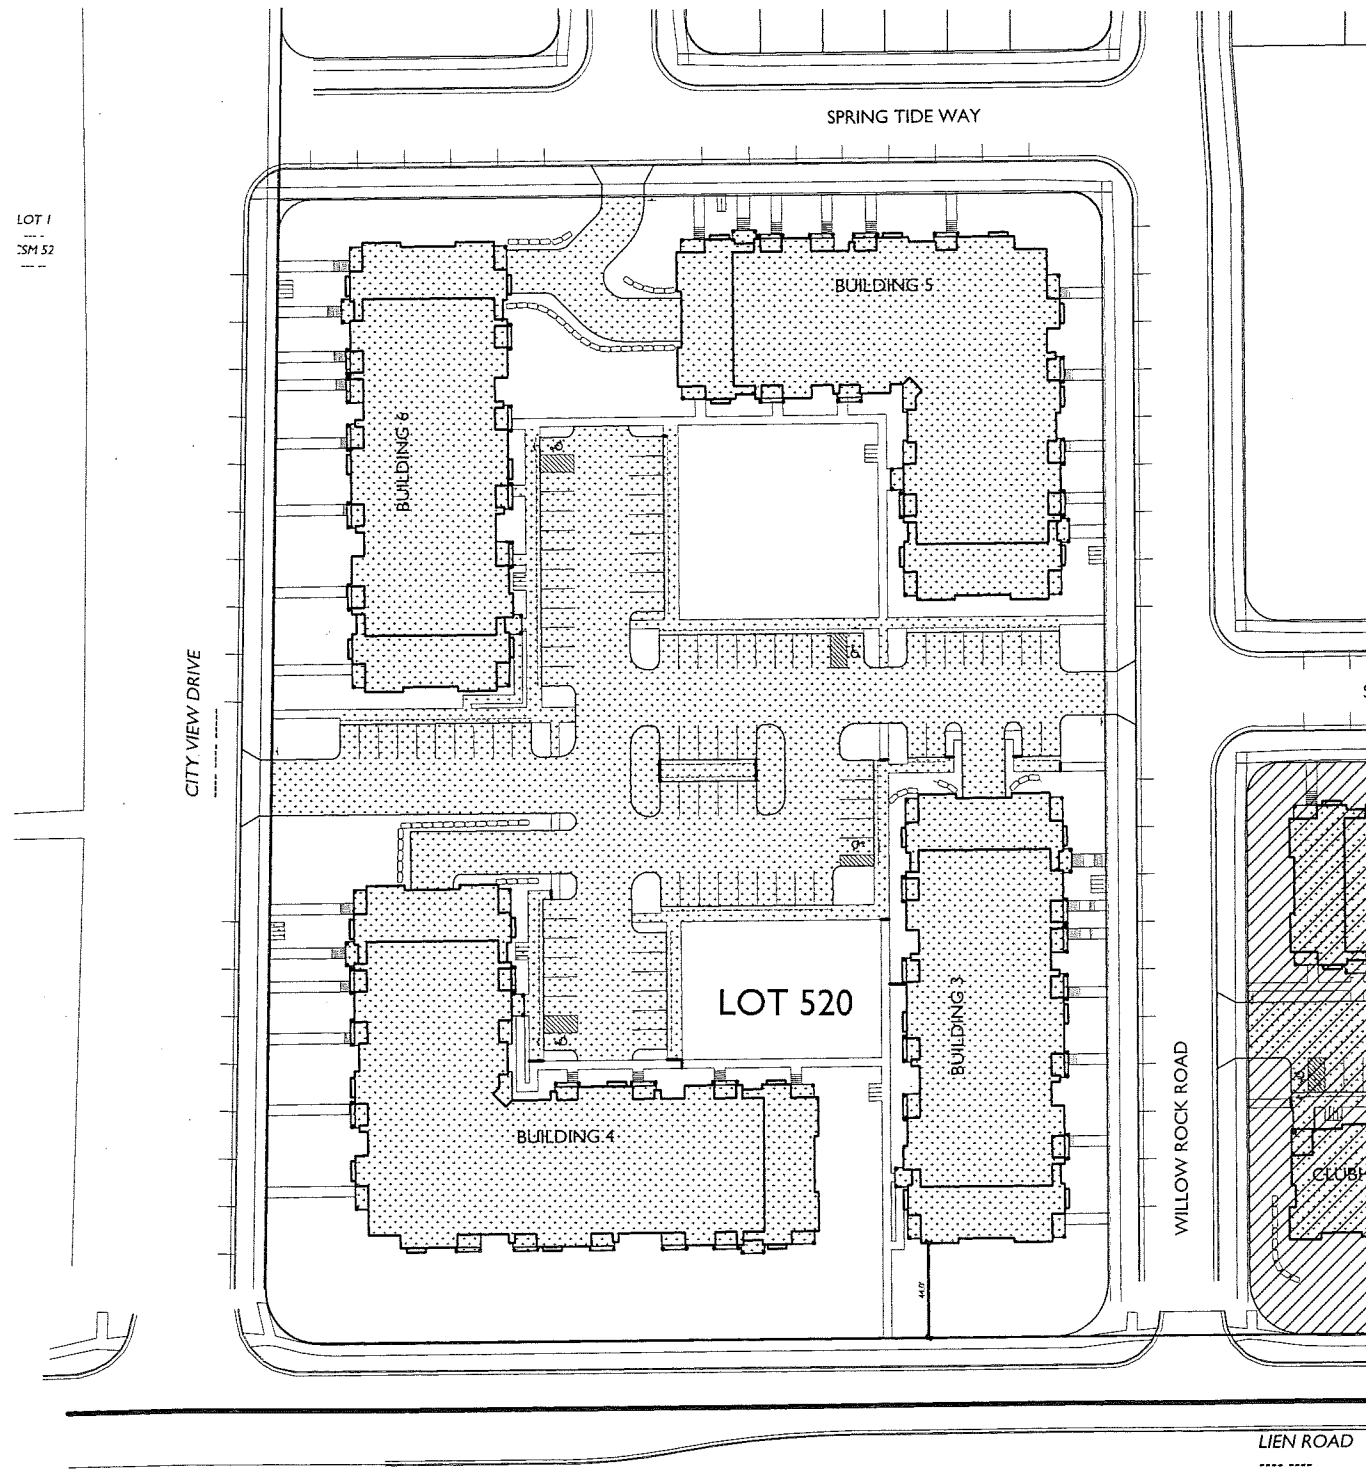 SPRING TIDE WAY
LOT 1
CSM 52
BUILDING 5
BUILDING 6
CITY VIEW DRIVE
LOT 520
BUILDING 3
WILLOW ROCK ROAD
BUILDING 4
CLUBH
LIEN ROAD